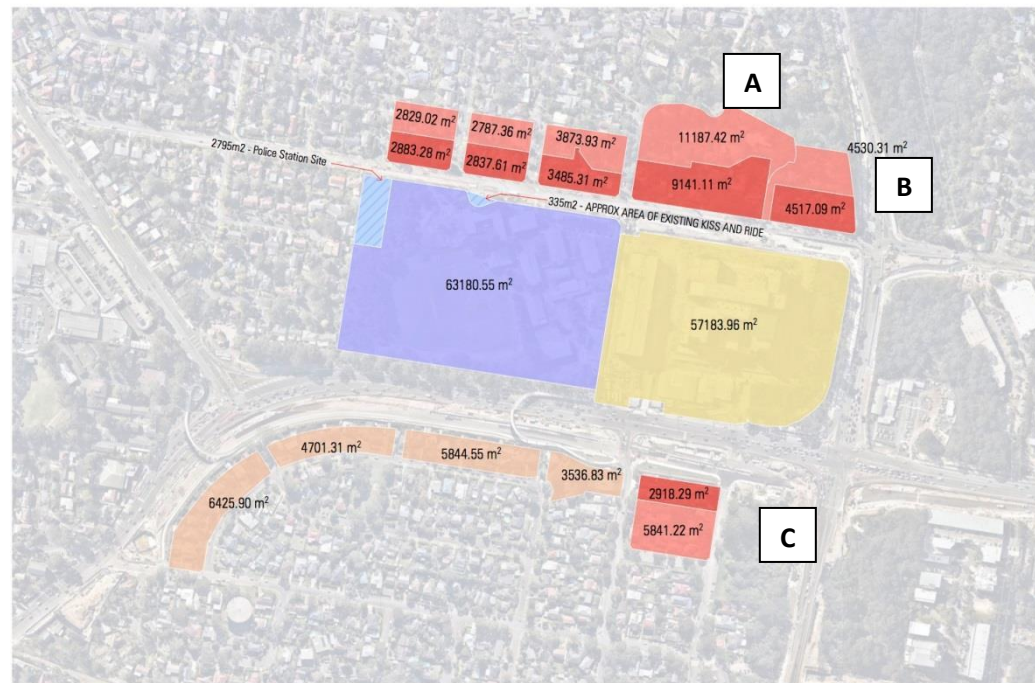 A
2829.02 m²
2787.36 m²
3873.93 m²
11187.42 m²
4530.31 m²
2795m2 - Police Station Site
2883.28 m²
2837.61 m²
3485.31 m²
9141.11 m²
B
4517.09 m²
335m2 - APPROX AREA OF EXISTING KISS AND RIDE
63180.55 m²
57183.96 m²
4701.31 m²
5844.55 m²
3536.83 m²
6425.90 m²
2918.29 m²
5841.22 m²
C